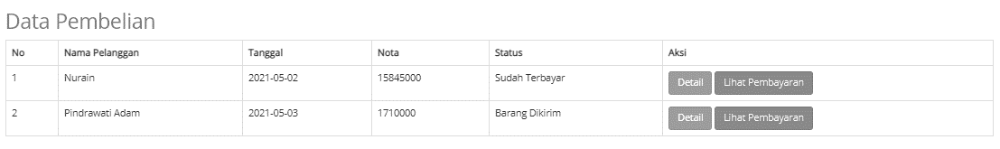 Data Pembelian
No Nama Pelanggan Tanggal Nota Status Aksi
1 Nurain 2021-05-02 15845000 Sudah Terbayar Detail Lihat Pembayaran
2 Pindrawati Adam 2021-05-03 1710000 Barang Dikirim Detail Lihat Pembayaran